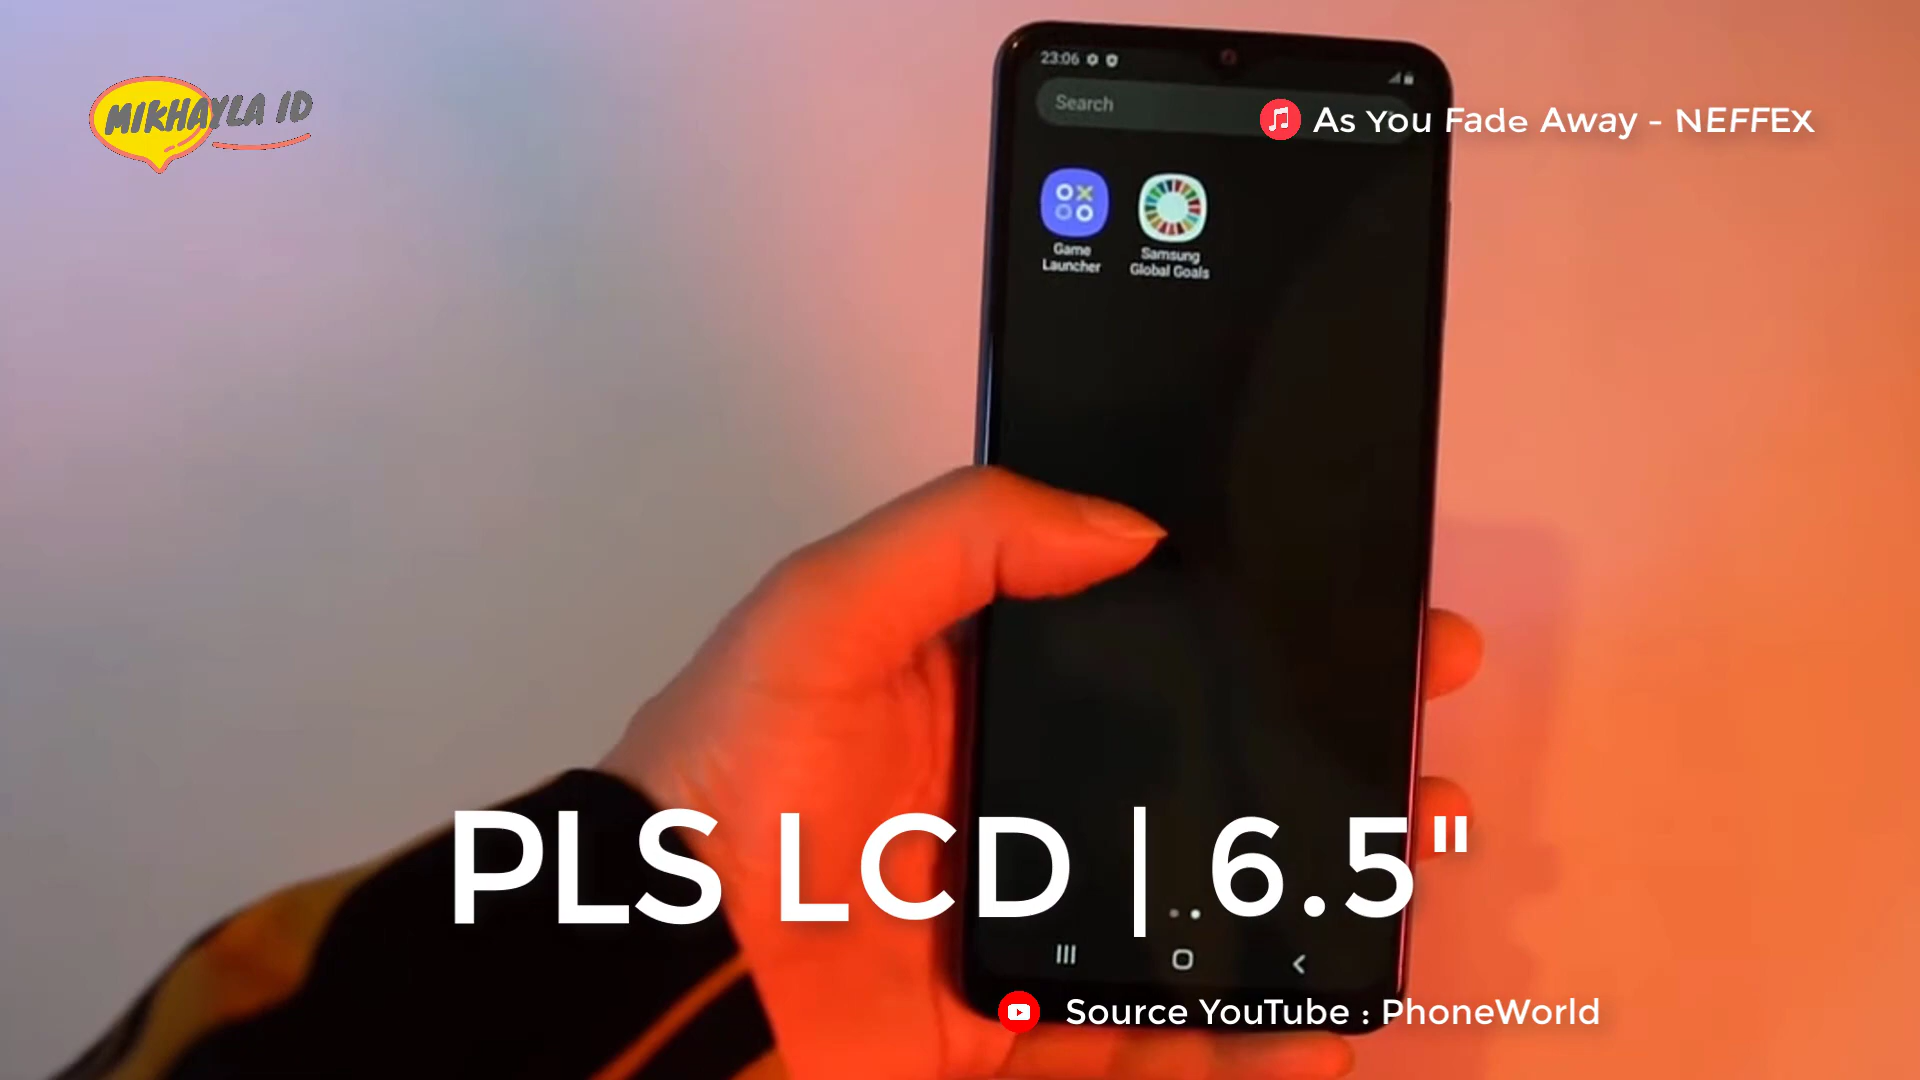 MIKHAYLA ID
23:06
Search
As You Fade Away - NEFFEX
Game
Launcher
Samsung
Global Goals
PLS LCD | 6.5"
Source YouTube : PhoneWorld